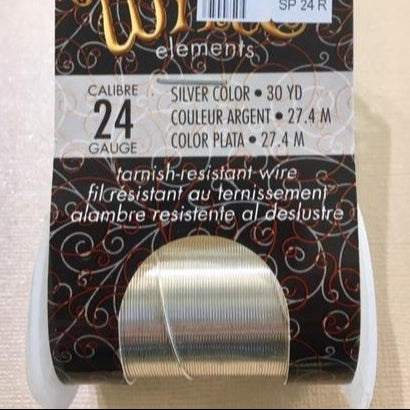 SP 24 R
elements
CALIBRE
24
GAUGE
SILVER COLOR • 30 YD
COULEUR ARGENT • 27.4 M
COLOR PLATA • 27.4 M
tarnish-resistant wire
fil résistant au ternissement
alambre resistente al deslustre